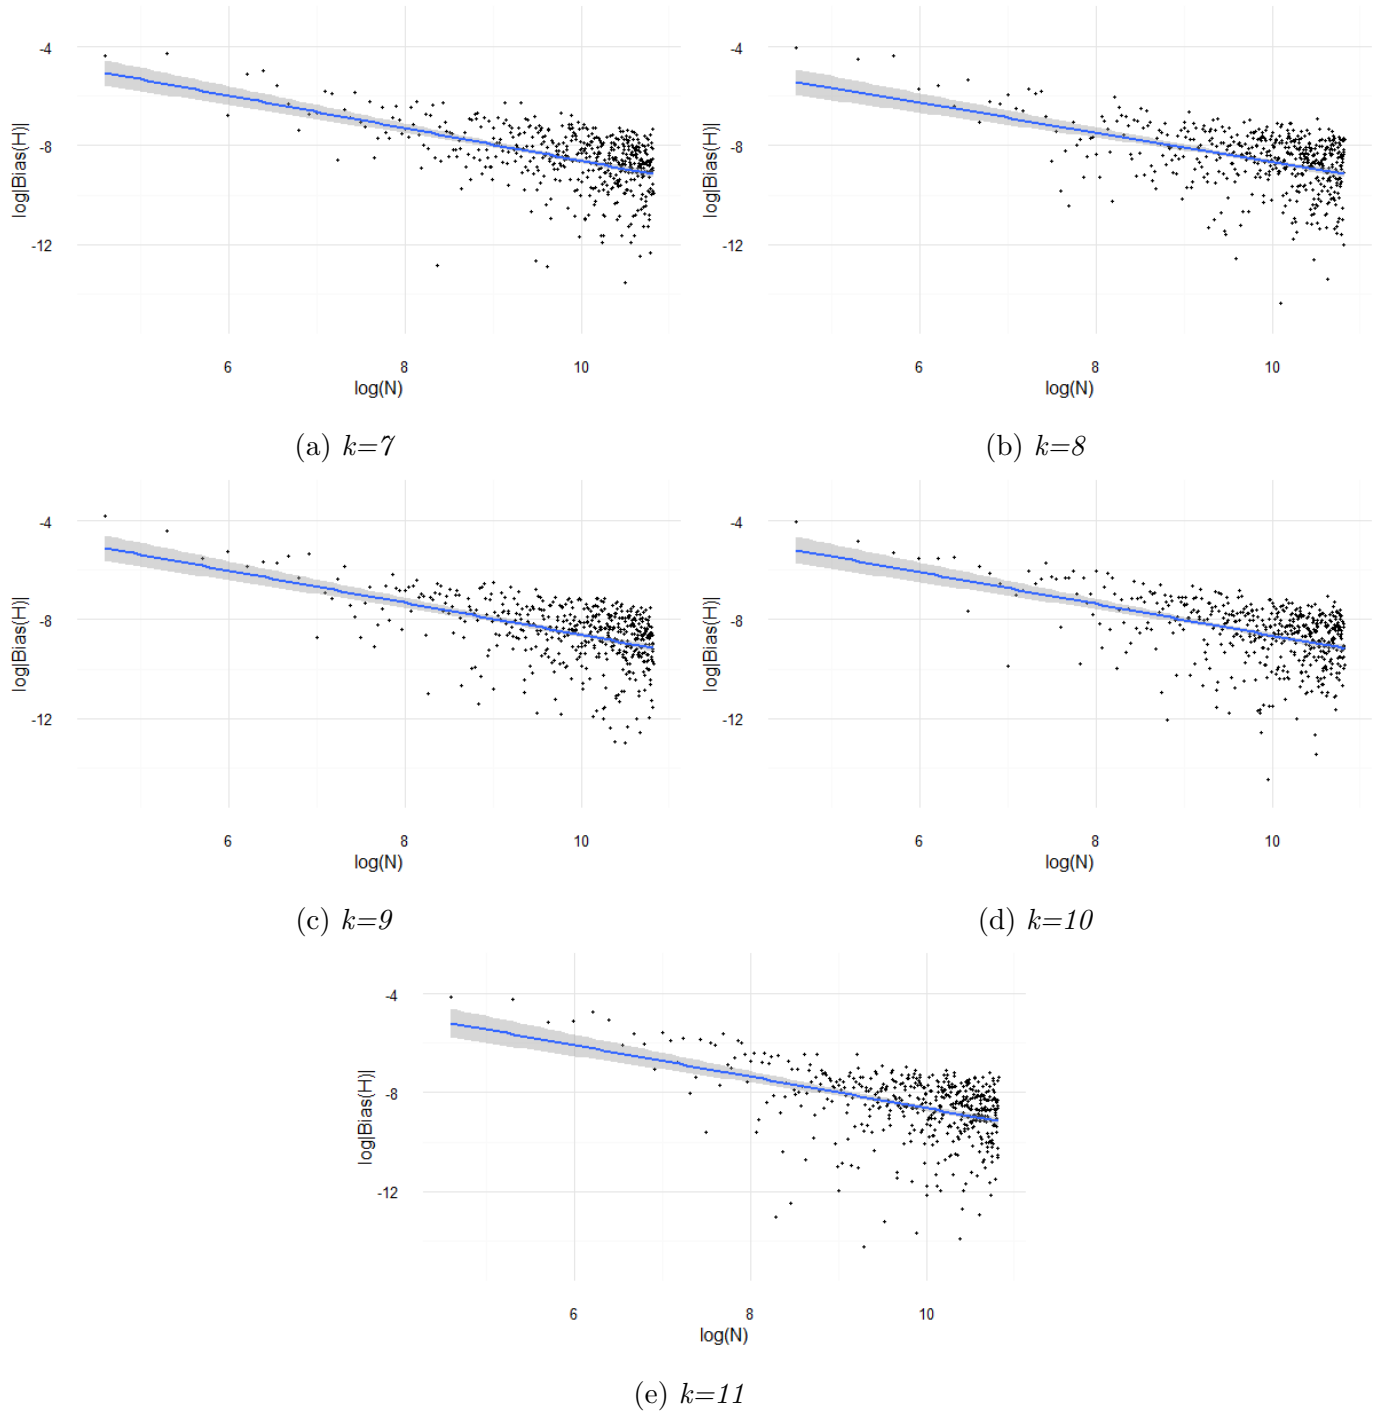 -4
-8
-12
log|Bias(H)|
6 8 10
log(N)
(a) k=7
-4
-8
-12
log|Bias(H)|
6 8 10
log(N)
(b) k=8
-4
-8
-12
log|Bias(H)|
6 8 10
log(N)
(c) k=9
-4
-8
-12
log|Bias(H)|
6 8 10
log(N)
(d) k=10
-4
-8
-12
log|Bias(H)|
6 8 10
log(N)
(e) k=11